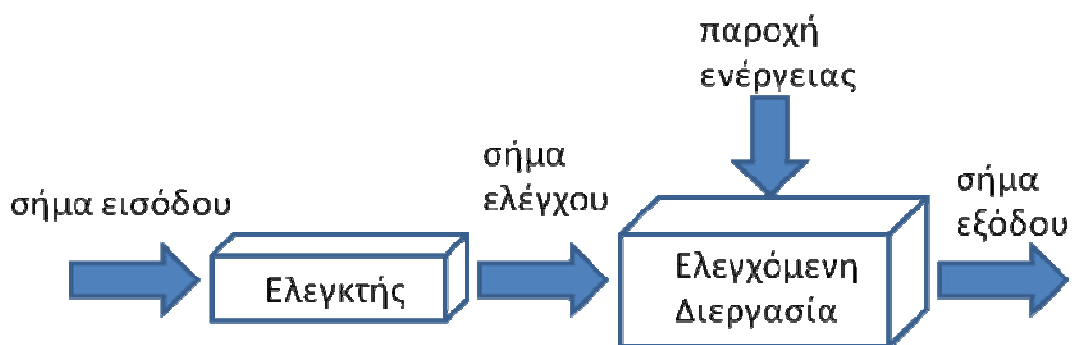 παροχή
ενέργειας
σήμα εισόδου
σήμα
ελέγχου
σήμα
εξόδου
Ελεγκτής
Ελεγχόμενη
Διεργασία